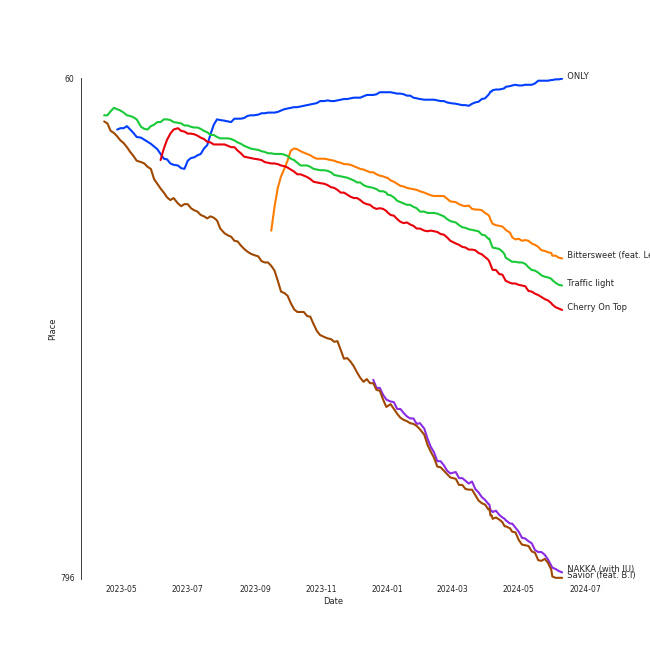 60
ONLY
Bittersweet (feat. Le
Traffic light
Cherry On Top
Place
NAKKA (with IU)
Savior (feat. B.I)
796
2023-05 2023-07 2023-09 2023-11 2024-01 2024-03 2024-05 2024-07
Date